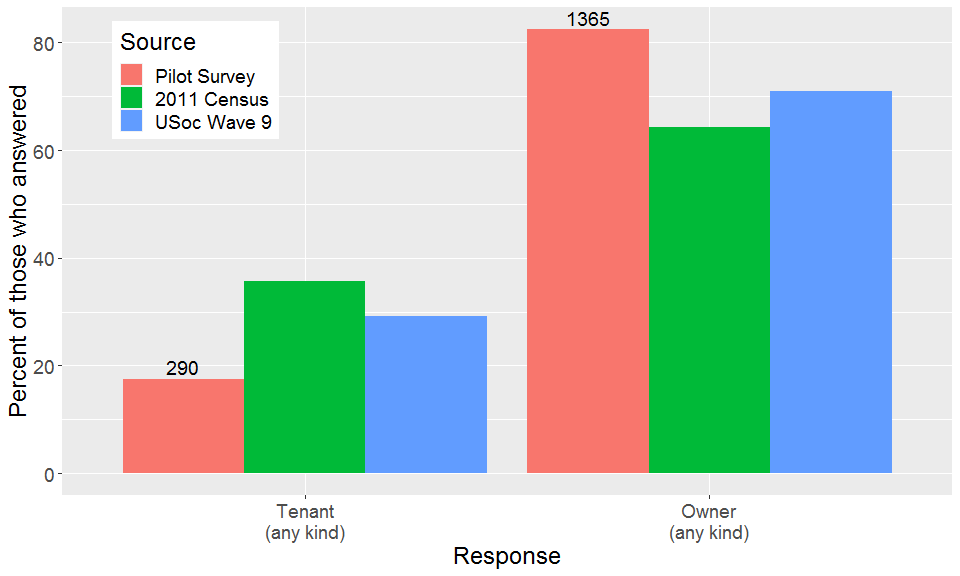 Source
Pilot Survey
2011 Census
USoc Wave 9
1365
290
Percent of those who answered
80
60
40
20
0
Tenant
(any kind)
Owner
(any kind)
Response